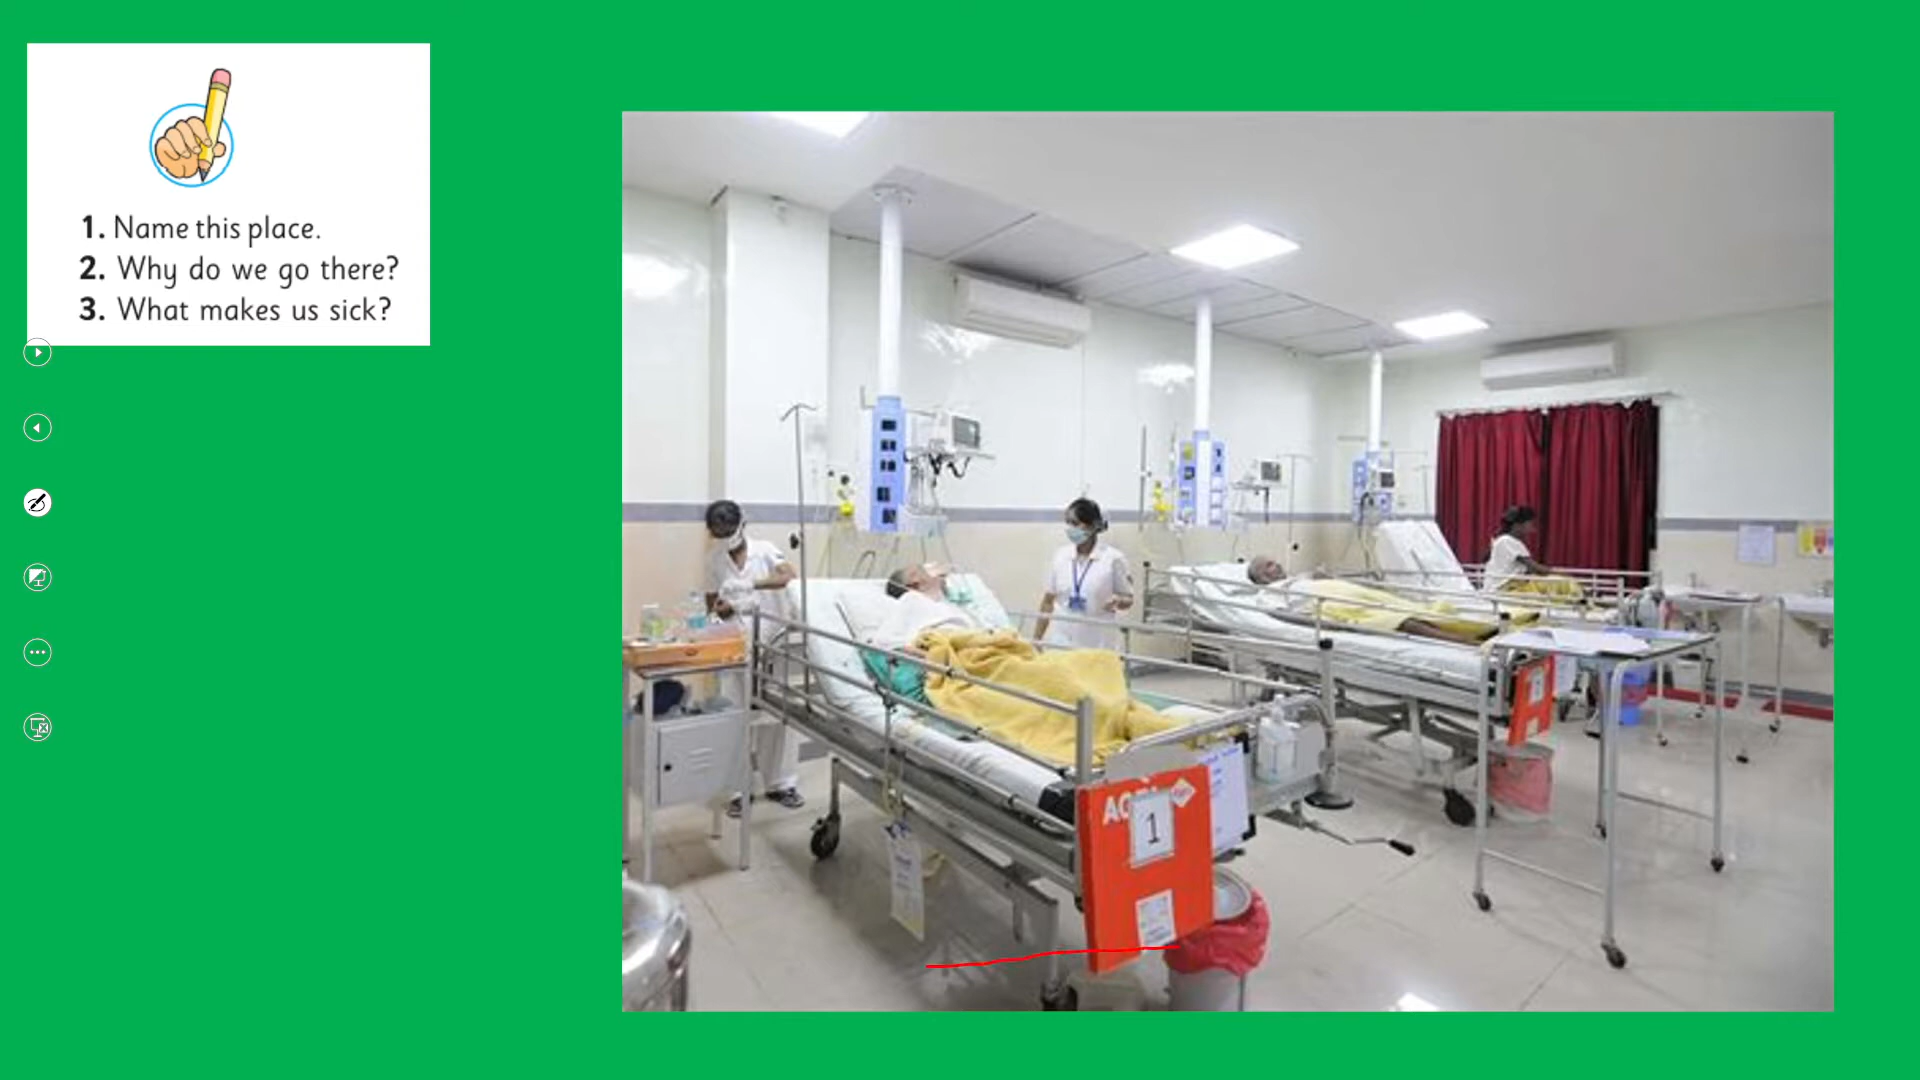 1. Name this place.
2. Why do we go there?
3. What makes us sick?
1